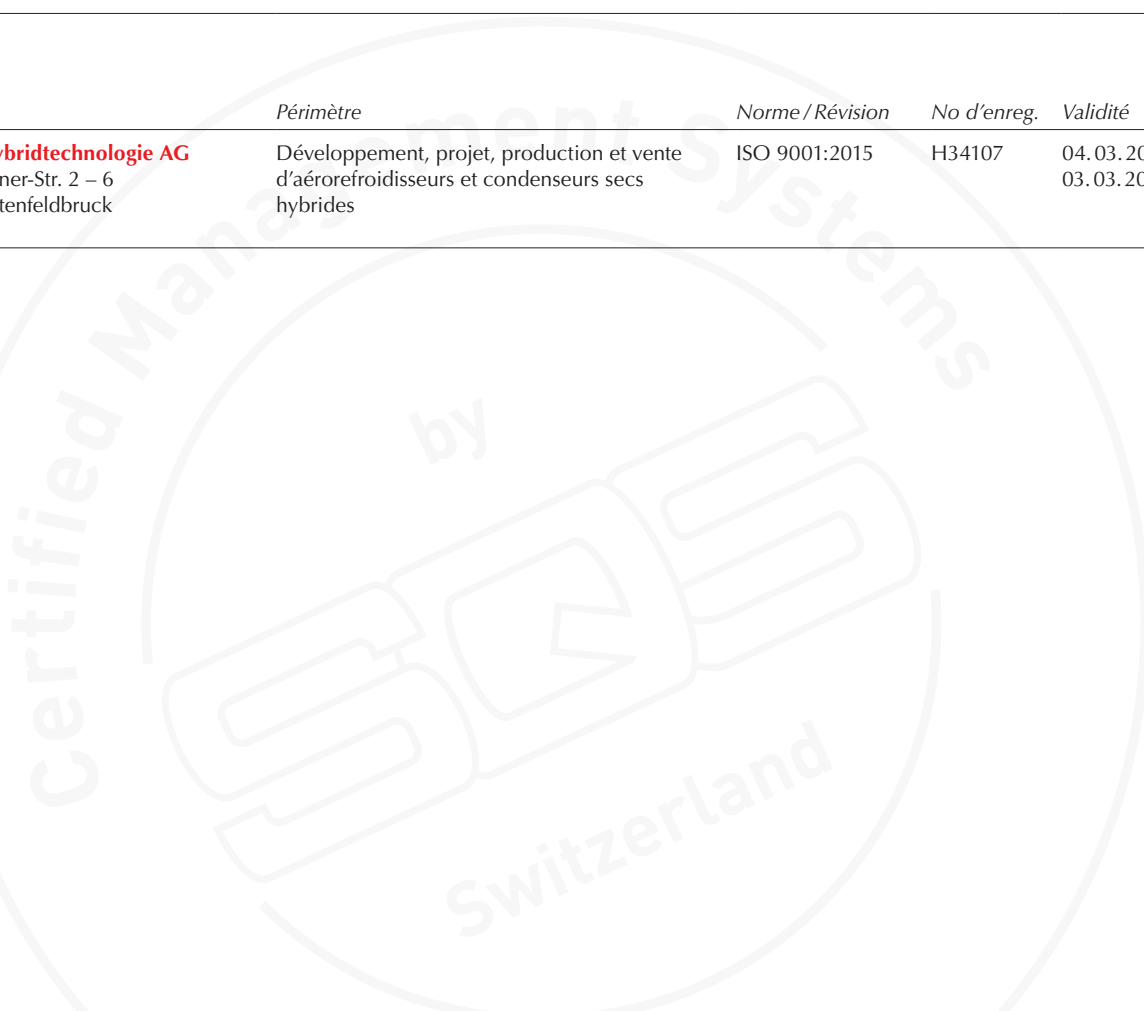 Périmètre Norme / Révision No d'enreg. Validité
ybridtechnologie AG Développement, projet, production et vente ISO 9001:2015 H34107 04.03.20
ner-Str. 2 – 6 d'aérorefroidisseurs et condenseurs secs 03.03.20
tenfeldbruck hybrides
Certified Management Systems
by
SQS
Switzerland